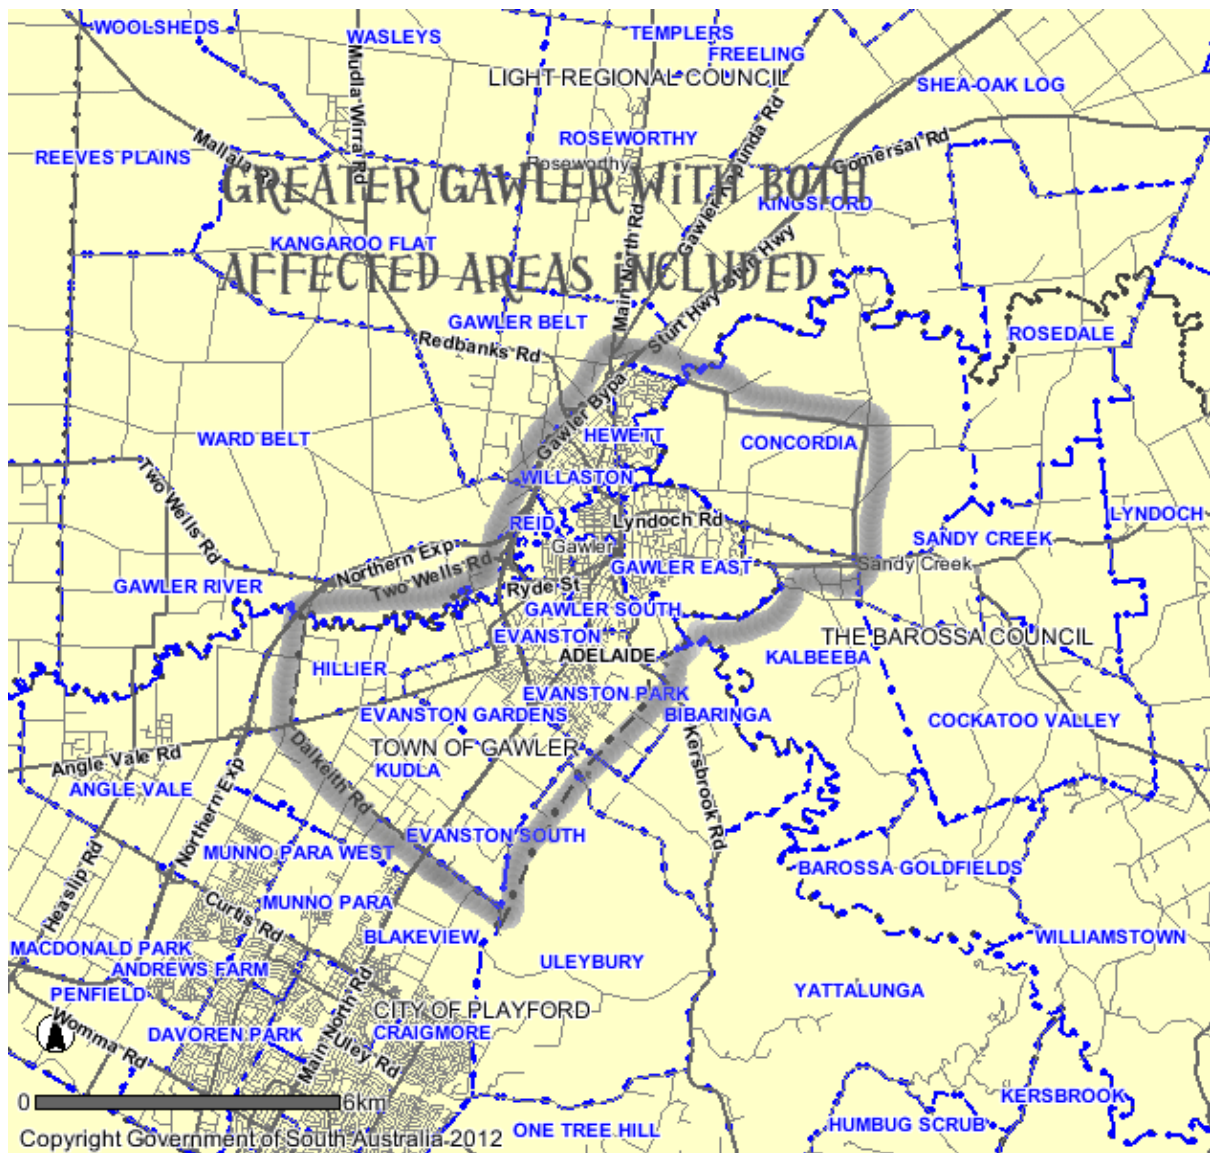 WOOLSHEDS
WASLEYS
TEMPLERS
FREELING
LIGHT REGIONAL COUNCIL
SHEA-OAK LOG
Mudla Wirra Rd
ROSEWORTHY
Roseworthy
REEVES PLAINS
Mallala Rd
Gawler Kapunda Rd
Gomersal Rd
GREATER GAWLER WiTH BOTH
KINGSFORD
KANGAROO FLAT
Main North Rd
Sturt Hwy
Sturt Hwy
AFFECTED AREAS iNCLUDED
GAWLER BELT
ROSEDALE
Redbanks Rd
Gawler Bypa
WARD BELT
HEWETT
CONCORDIA
Two Wells Rd
WILLASTON
REID
Lyndoch Rd
LYNDOCH
SANDY CREEK
Gawler
Northern Exp
Two Wells Rd
GAWLER EAST
Sandy Creek
GAWLER RIVER
Ryde St
GAWLER SOUTH
EVANSTON
THE BAROSSA COUNCIL
HILLIER
ADELAIDE
KALBEEBA
EVANSTON PARK
EVANSTON GARDENS
BIBARINGA
COCKATOO VALLEY
TOWN OF GAWLER
Angle Vale Rd
KUDLA
Dalkeith Rd
Kersbrook Rd
ANGLE VALE
Northern Exp
EVANSTON SOUTH
MUNNO PARA WEST
BAROSSA GOLDFIELDS
Heaslip Rd
MUNNO PARA
Curtis Rd
BLAKEVIEW
WILLIAMSTOWN
MACDONALD PARK
ANDREWS FARM
ULEYBURY
PENFIELD
YATTALUNGA
CITY OF PLAYFORD
Womma Rd
DAVOREN PARK
Main North Rd
CRAIGMORE
Uley Rd
0 6km
KERSBROOK
HUMBUG SCRUB
ONE TREE HILL
Copyright Government of South Australia 2012